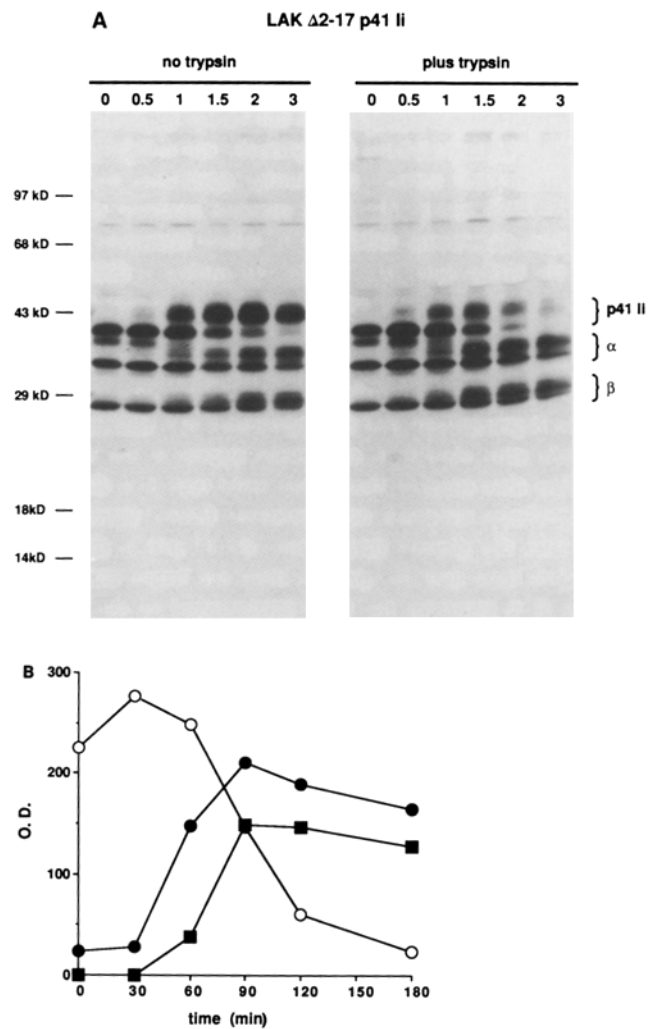 A
LAK Δ2-17 p41 Ii
no trypsin
plus trypsin
0 0.5 1 1.5 2 3
0 0.5 1 1.5 2 3
97 kD
68 kD
43 kD
29 kD
18kD
14kD
p41 Ii
α
β
B
300
200
100
0
O. D.
0 30 60 90 120 150 180
time (min)